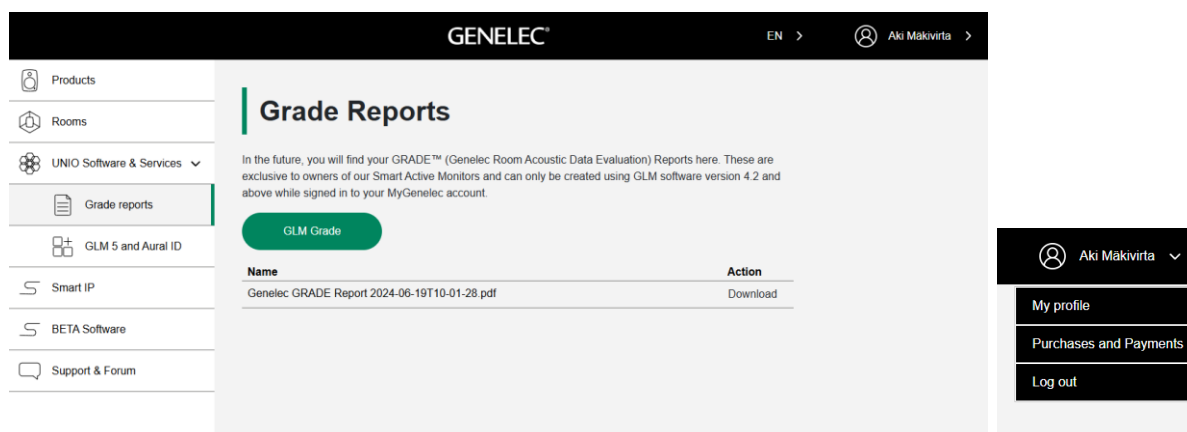 GENELEC®
EN
Aki Mäkivirta
Products
Rooms
UNIO Software & Services
Grade reports
GLM 5 and Aural ID
Smart IP
BETA Software
Support & Forum
Grade Reports
In the future, you will find your GRADE™ (Genelec Room Acoustic Data Evaluation) Reports here. These are
exclusive to owners of our Smart Active Monitors and can only be created using GLM software version 4.2 and
above while signed in to your MyGenelec account.
GLM Grade
Name Action
Genelec GRADE Report 2024-06-19T10-01-28.pdf Download
Aki Mäkivirta
My profile
Purchases and Payments
Log out